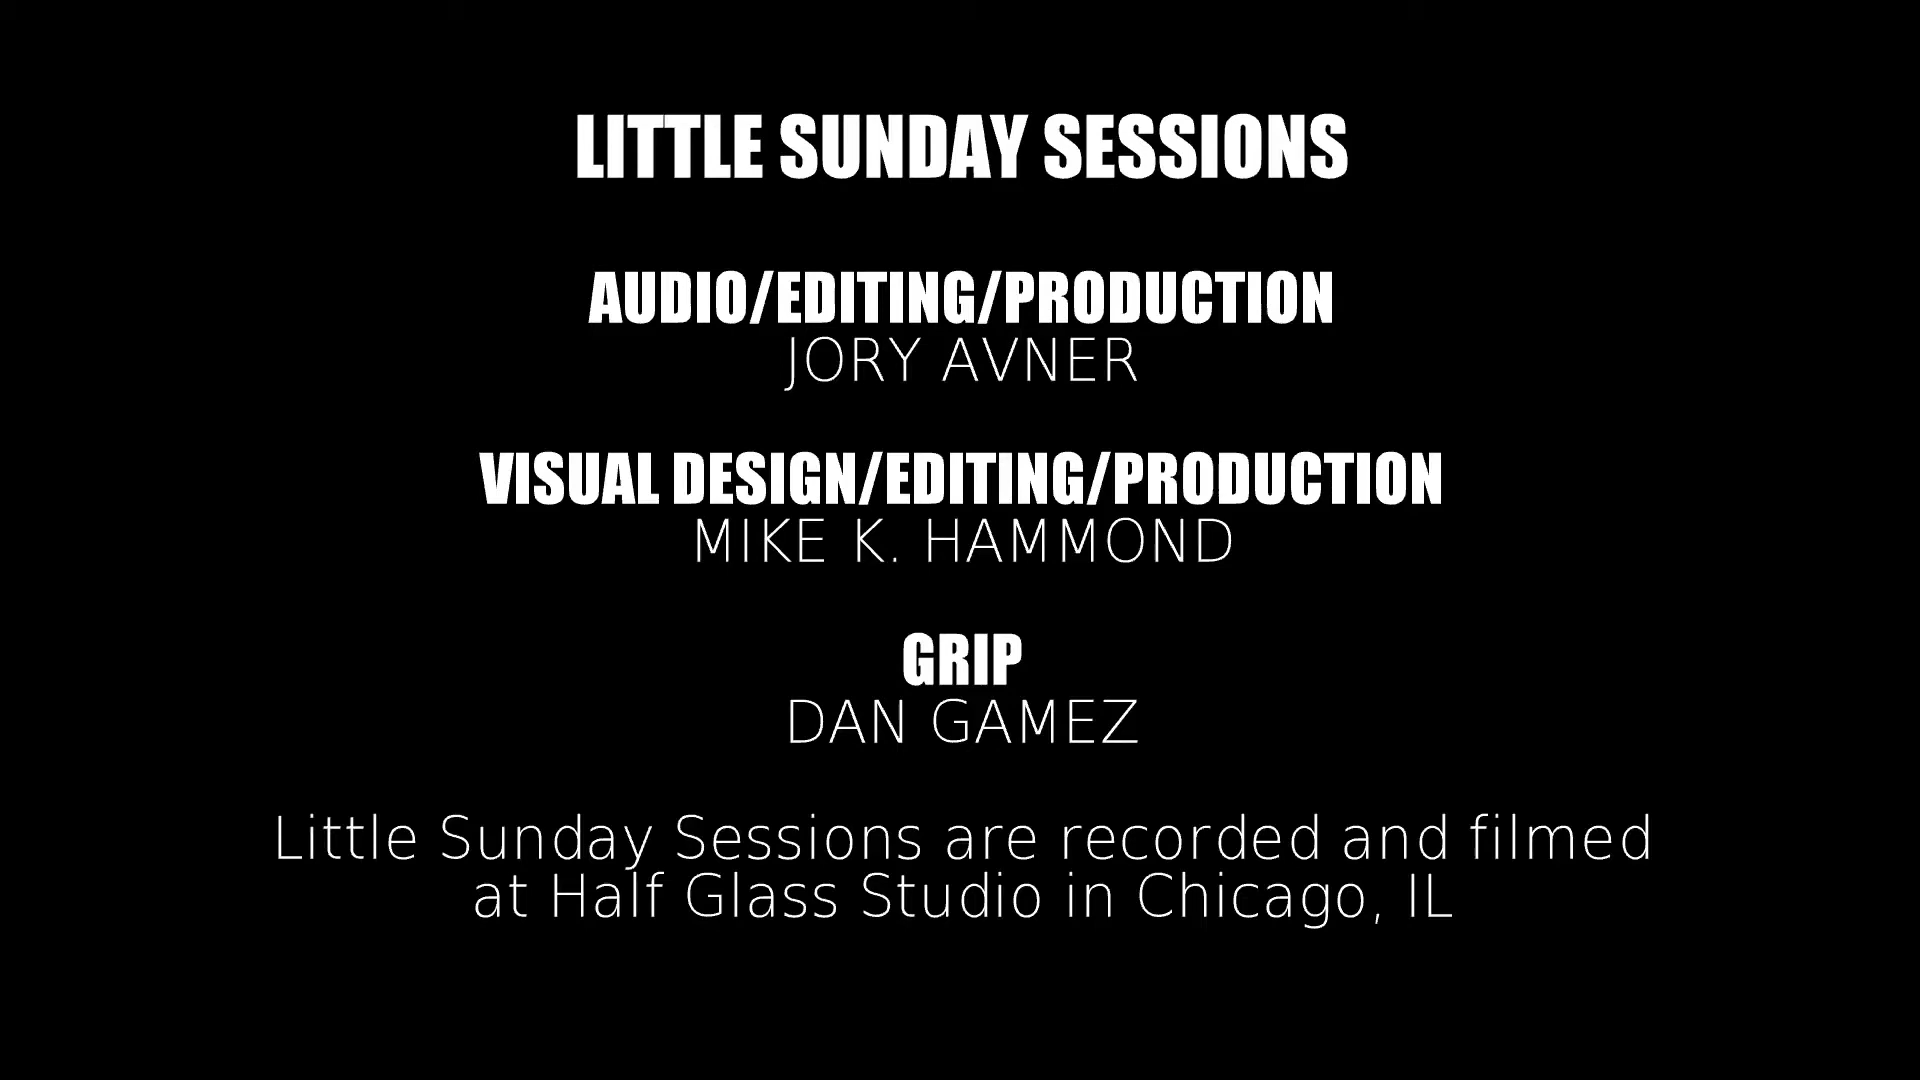 LITTLE SUNDAY SESSIONS
AUDIO/EDITING/PRODUCTION
JORY AVNER
VISUAL DESIGN/EDITING/PRODUCTION
MIKE K. HAMMOND
GRIP
DAN GAMEZ
Little Sunday Sessions are recorded and filmed
at Half Glass Studio in Chicago, IL